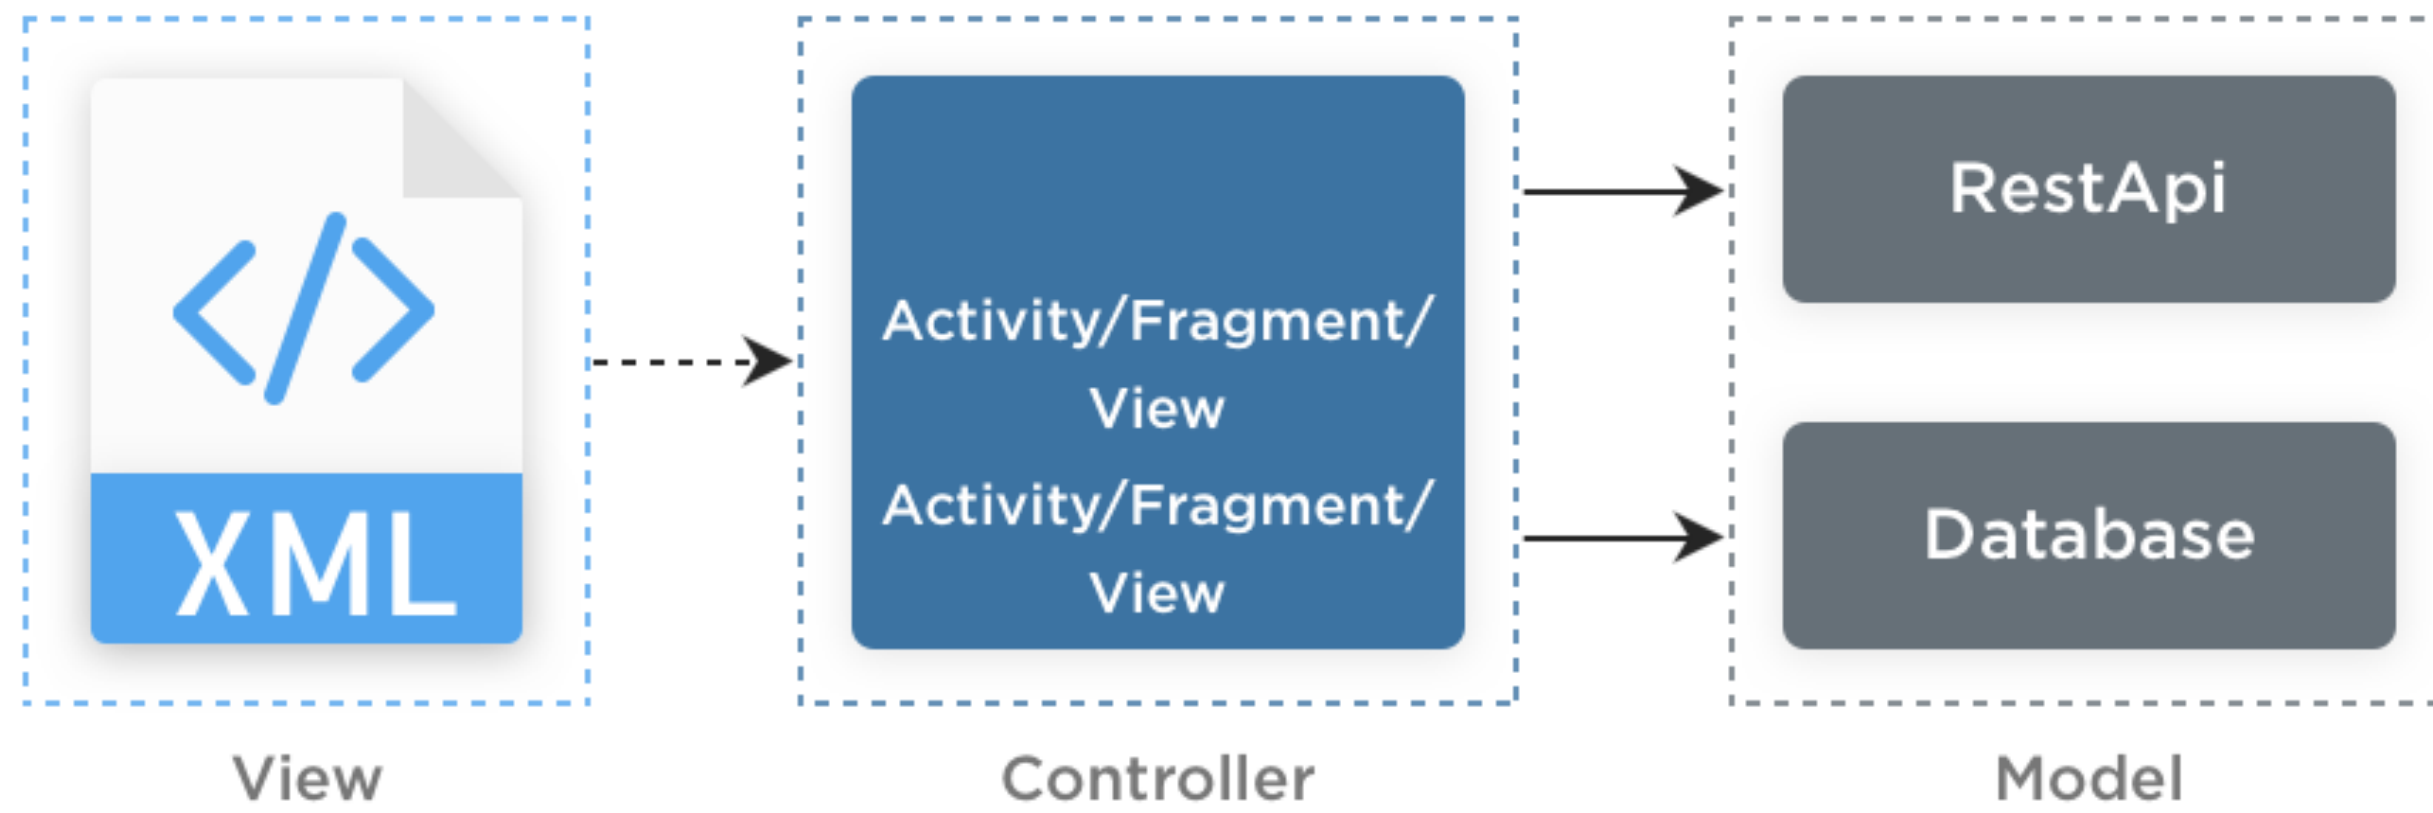 XML
View
Activity/Fragment/
View
Activity/Fragment/
View
Controller
RestApi
Database
Model